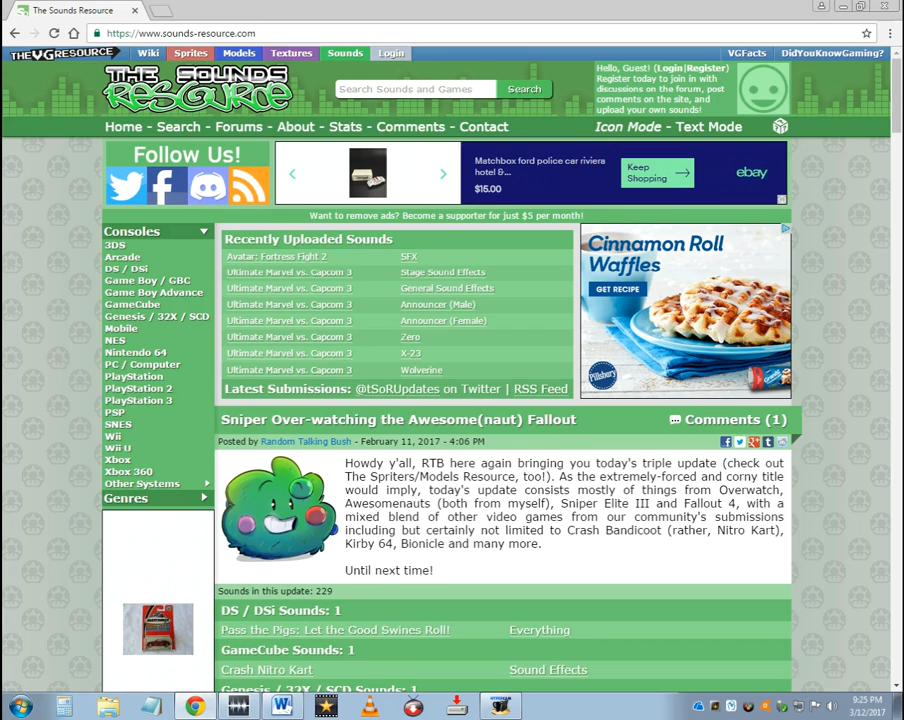 The Sounds Resource
https://www.sounds-resource.com
THE VG RESOURCE Wiki Sprites Models Textures Sounds Login VGFacts DidYouKnowGaming?
THE SOUNDS RESOURCE
Search Sounds and Games Search
Hello, Guest! (Login|Register)
Register today to join in with
discussions on the forum, post
comments on the site, and
upload your own sounds!
Home - Search - Forums - About - Stats - Comments - Contact Icon Mode - Text Mode
Follow Us!
Matchbox ford police car riviera
hotel &...
$15.00
Keep
Shopping
ebay
Want to remove ads? Become a supporter for just $5 per month!
Consoles
3DS
Arcade
DS / DSi
Game Boy / GBC
Game Boy Advance
GameCube
Genesis / 32X / SCD
Mobile
NES
Nintendo 64
PC / Computer
PlayStation
PlayStation 2
PlayStation 3
PSP
SNES
Wii
Wii U
Xbox
Xbox 360
Other Systems
Genres
Recently Uploaded Sounds
Avatar: Fortress Fight 2 SFX
Ultimate Marvel vs. Capcom 3 Stage Sound Effects
Ultimate Marvel vs. Capcom 3 General Sound Effects
Ultimate Marvel vs. Capcom 3 Announcer (Male)
Ultimate Marvel vs. Capcom 3 Announcer (Female)
Ultimate Marvel vs. Capcom 3 Zero
Ultimate Marvel vs. Capcom 3 X-23
Ultimate Marvel vs. Capcom 3 Wolverine
Latest Submissions: @tSoRUpdates on Twitter | RSS Feed
Cinnamon Roll
Waffles
GET RECIPE
Pillsbury
Sniper Over-watching the Awesome(naut) Fallout Comments (1)
Posted by Random Talking Bush - February 11, 2017 - 4:06 PM
Howdy y'all, RTB here again bringing you today's triple update (check out
The Spriters/Models Resource, too!). As the extremely-forced and corny title
would imply, today's update consists mostly of things from Overwatch,
Awesomenauts (both from myself), Sniper Elite III and Fallout 4, with a
mixed blend of other video games from our community's submissions
including but certainly not limited to Crash Bandicoot (rather, Nitro Kart),
Kirby 64, Bionicle and many more.
Until next time!
Sounds in this update: 229
DS / DSi Sounds: 1
Pass the Pigs: Let the Good Swines Roll! Everything
GameCube Sounds: 1
Crash Nitro Kart Sound Effects
Genesis / 32X / SCD Sounds: 1
9:25 PM
3/12/2017